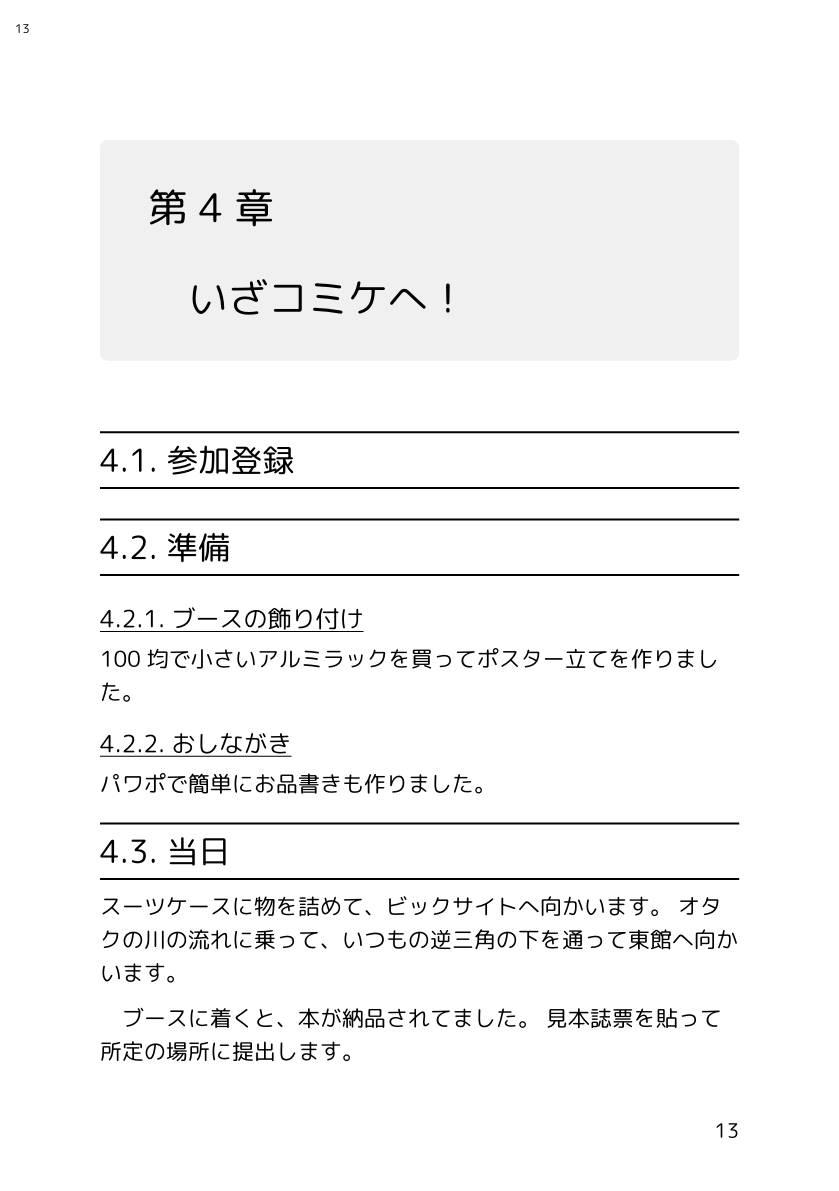 13
第 4 章
いざコミケへ！
4.1. 参加登録
4.2. 準備
4.2.1. ブースの飾り付け
100 均で小さいアルミラックを買ってポスター立てを作りまし
た。
4.2.2. おしながき
パワポで簡単にお品書きも作りました。
4.3. 当日
スーツケースに物を詰めて、ビックサイトへ向かいます。 オタ
クの川の流れに乗って、いつもの逆三角の下を通って東館へ向か
います。
　ブースに着くと、本が納品されてました。 見本誌票を貼って
所定の場所に提出します。
13